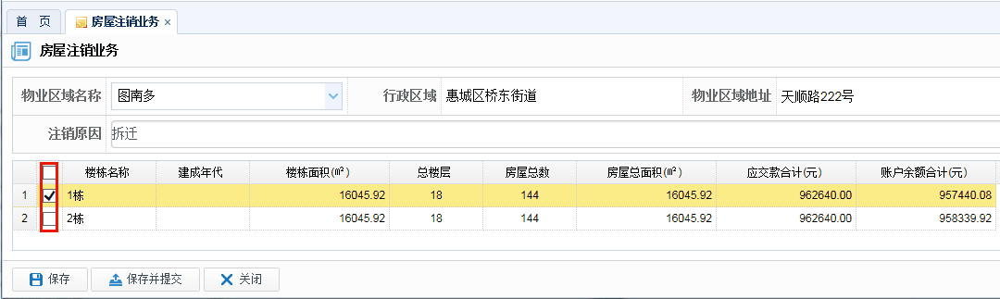 首 页 房屋注销业务 ×
房屋注销业务
物业区域名称 图南多 行政区域 惠城区桥东街道 物业区域地址 天顺路222号
注销原因 拆迁
楼栋名称 建成年代 楼栋面积(㎡) 总楼层 房屋总数 房屋总面积(㎡) 应交款合计(元) 账户余额合计(元)
1 1栋 16045.92 18 144 16045.92 962640.00 957440.08
2 2栋 16045.92 18 144 16045.92 962640.00 958339.92
保存 保存并提交 关闭